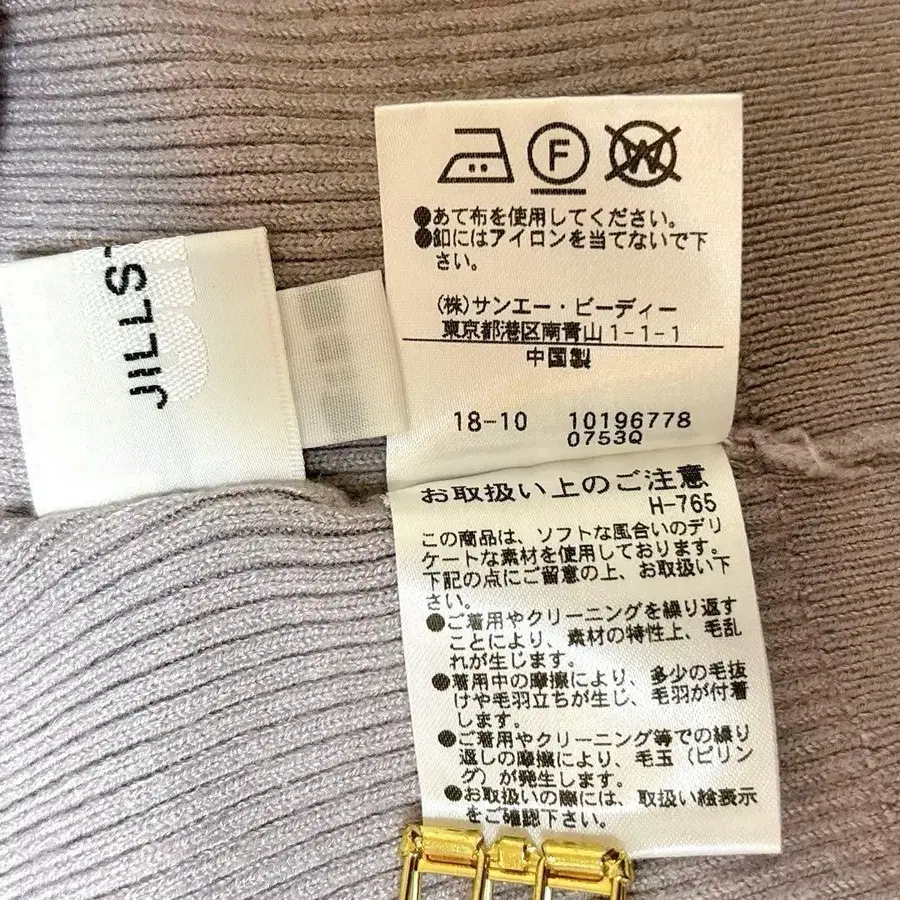 JILLST
F
W
●あて布を使用してください。
●釦にはアイロンを当てないで下
さい。
(株)サンエー・ビーディー
東京都港区南青山1-1-1
中国製
18-10 10196778
0753Q
お取扱い上のご注意
H-765
この商品は、ソフトな風合いのデリ
ケートな素材を使用しております。
下記の点にご留意の上、お取扱い下
さい。
●ご着用やクリーニングを繰り返す
ことにより、素材の特性上、毛乱
れが生じます。
●着用中の摩擦により、多少の毛抜
けや毛羽立ちが生じ、毛羽が付着
します。
●ご着用やクリーニング等での繰り
返しの摩擦により、毛玉（ピリン
グ）が発生します。
●お取扱いの際には、取扱い絵表示
をご確認下さい。